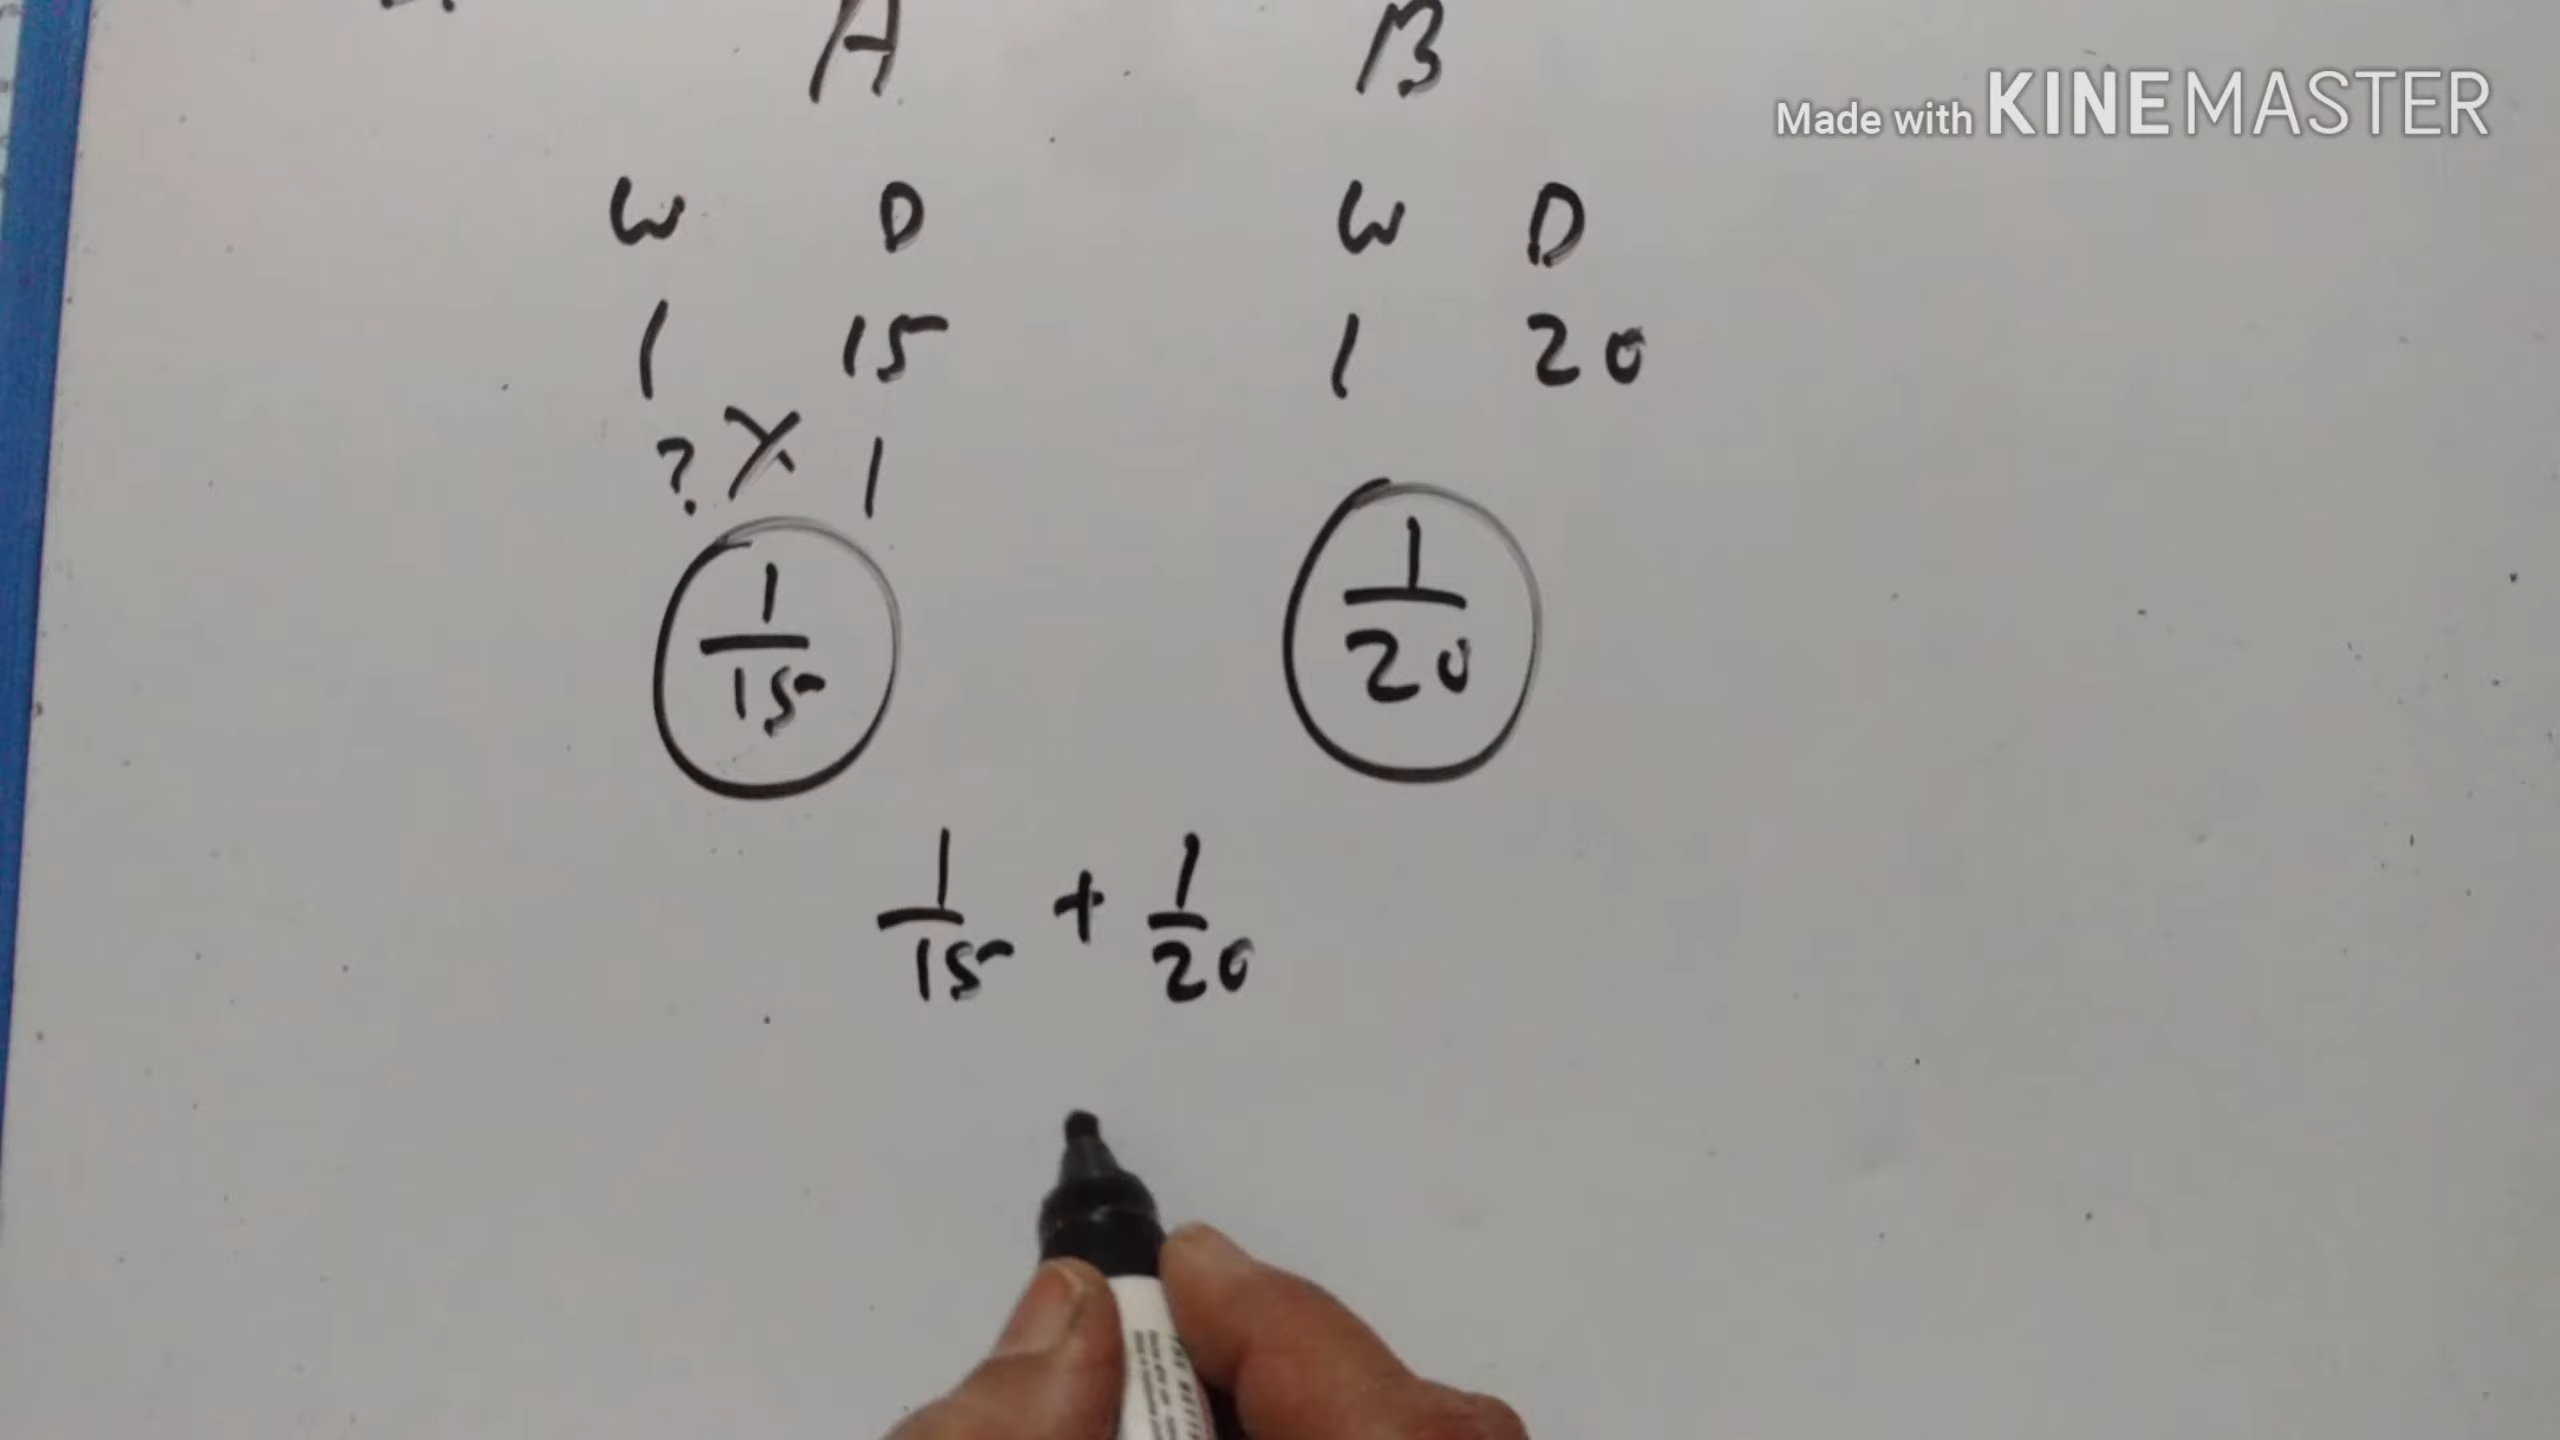 A B
Made with KINEMASTER
W D W D
1 15 1 20
? X 1
1/15 1/20
1/15 + 1/20